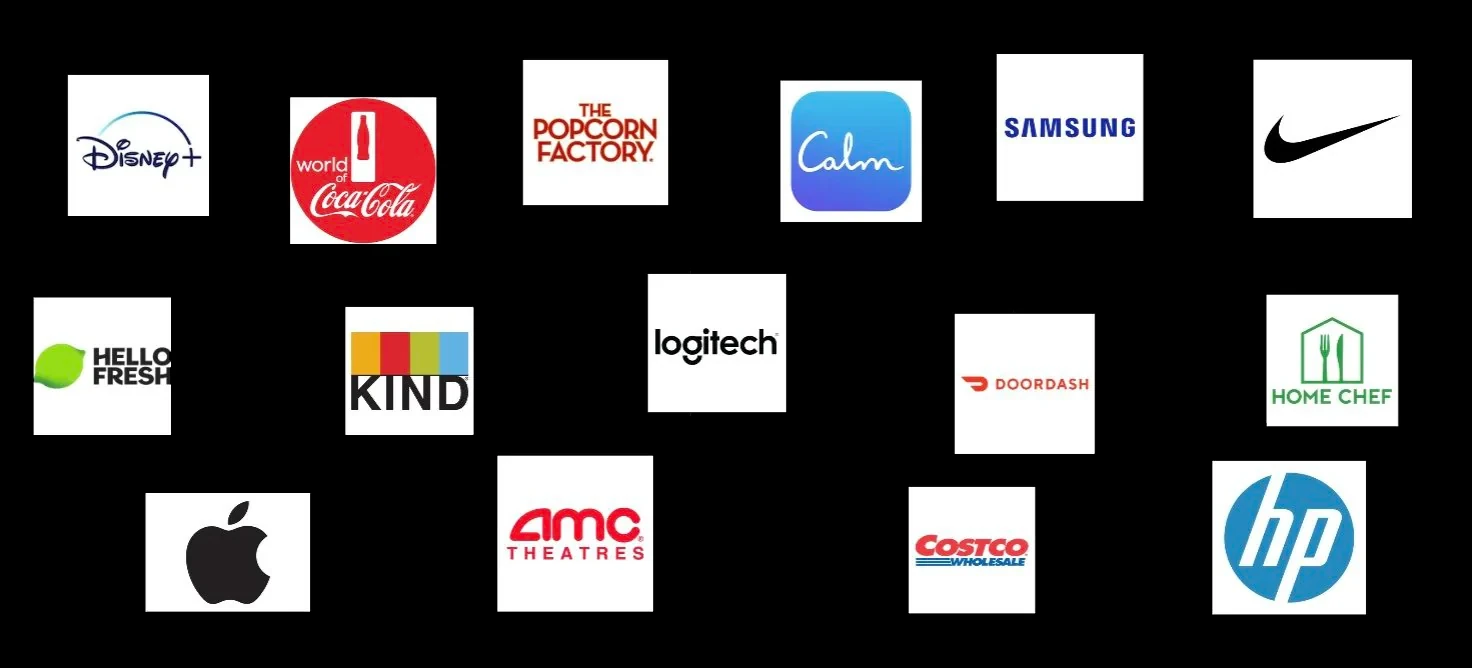 Disney+
world
of
Coca-Cola
THE
POPCORN
FACTORY.
Calm
SAMSUNG
HELLO
FRESH
KIND
logitech
DOORDASH
HOME CHEF
amc
THEATRES
COSTCO
WHOLESALE
hp